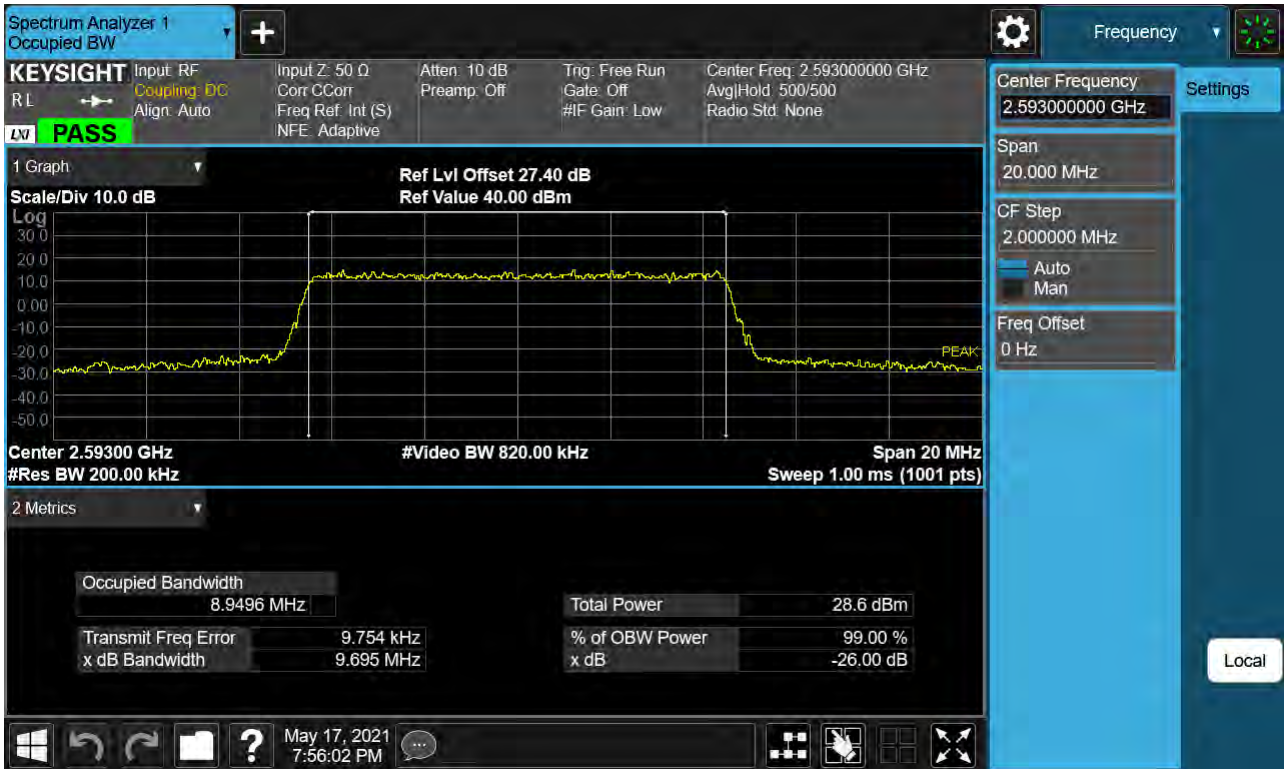 Spectrum Analyzer 1
Occupied BW
Frequency
KEYSIGHT
R L
LXI
PASS
Input: RF
Coupling: DC
Align: Auto
Input Z: 50 Ω
Corr CCorr
Freq Ref: Int (S)
NFE: Adaptive
Atten: 10 dB
Preamp: Off
Trig: Free Run
Gate: Off
#IF Gain: Low
Center Freq: 2.593000000 GHz
Avg|Hold: 500/500
Radio Std: None
1 Graph
Scale/Div 10.0 dB
Ref Lvl Offset 27.40 dB
Ref Value 40.00 dBm
Log
30.0
20.0
10.0
0.00
-10.0
-20.0
-30.0
-40.0
-50.0
PEAK
Center 2.59300 GHz
#Video BW 820.00 kHz
Span 20 MHz
#Res BW 200.00 kHz
Sweep 1.00 ms (1001 pts)
2 Metrics
Occupied Bandwidth
8.9496 MHz
Total Power 28.6 dBm
Transmit Freq Error 9.754 kHz
% of OBW Power 99.00 %
x dB Bandwidth 9.695 MHz
x dB -26.00 dB
Center Frequency
2.593000000 GHz
Settings
Span
20.000 MHz
CF Step
2.000000 MHz
Auto
Man
Freq Offset
0 Hz
Local
?
May 17, 2021
7:56:02 PM